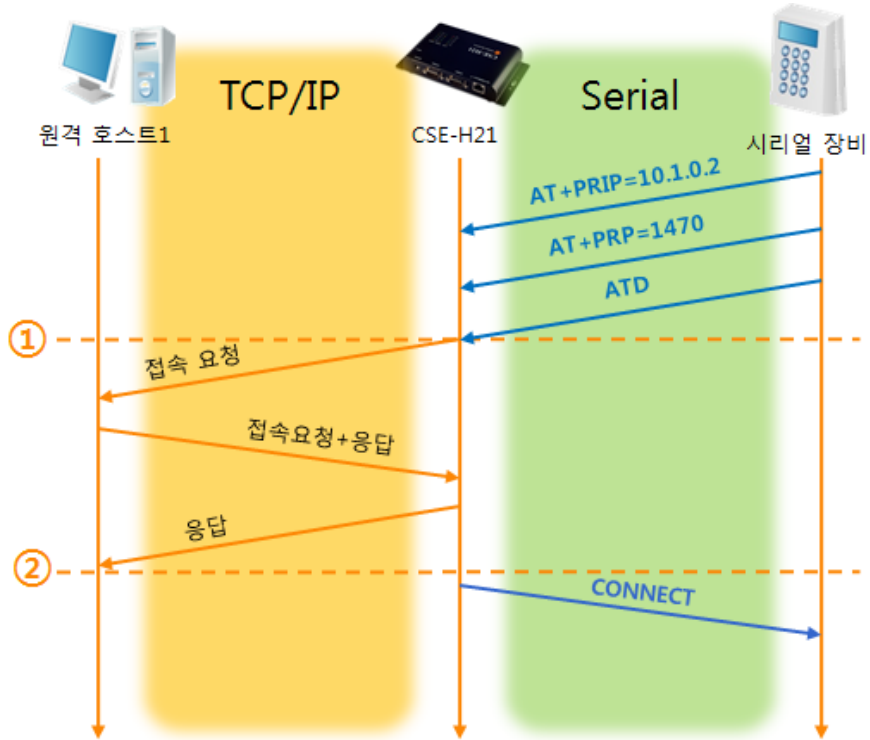 TCP/IP
Serial
원격 호스트1
CSE-H21
시리얼 장비
AT+PRIP=10.1.0.2
AT+PRP=1470
ATD
①
접속 요청
접속요청+응답
응답
②
CONNECT